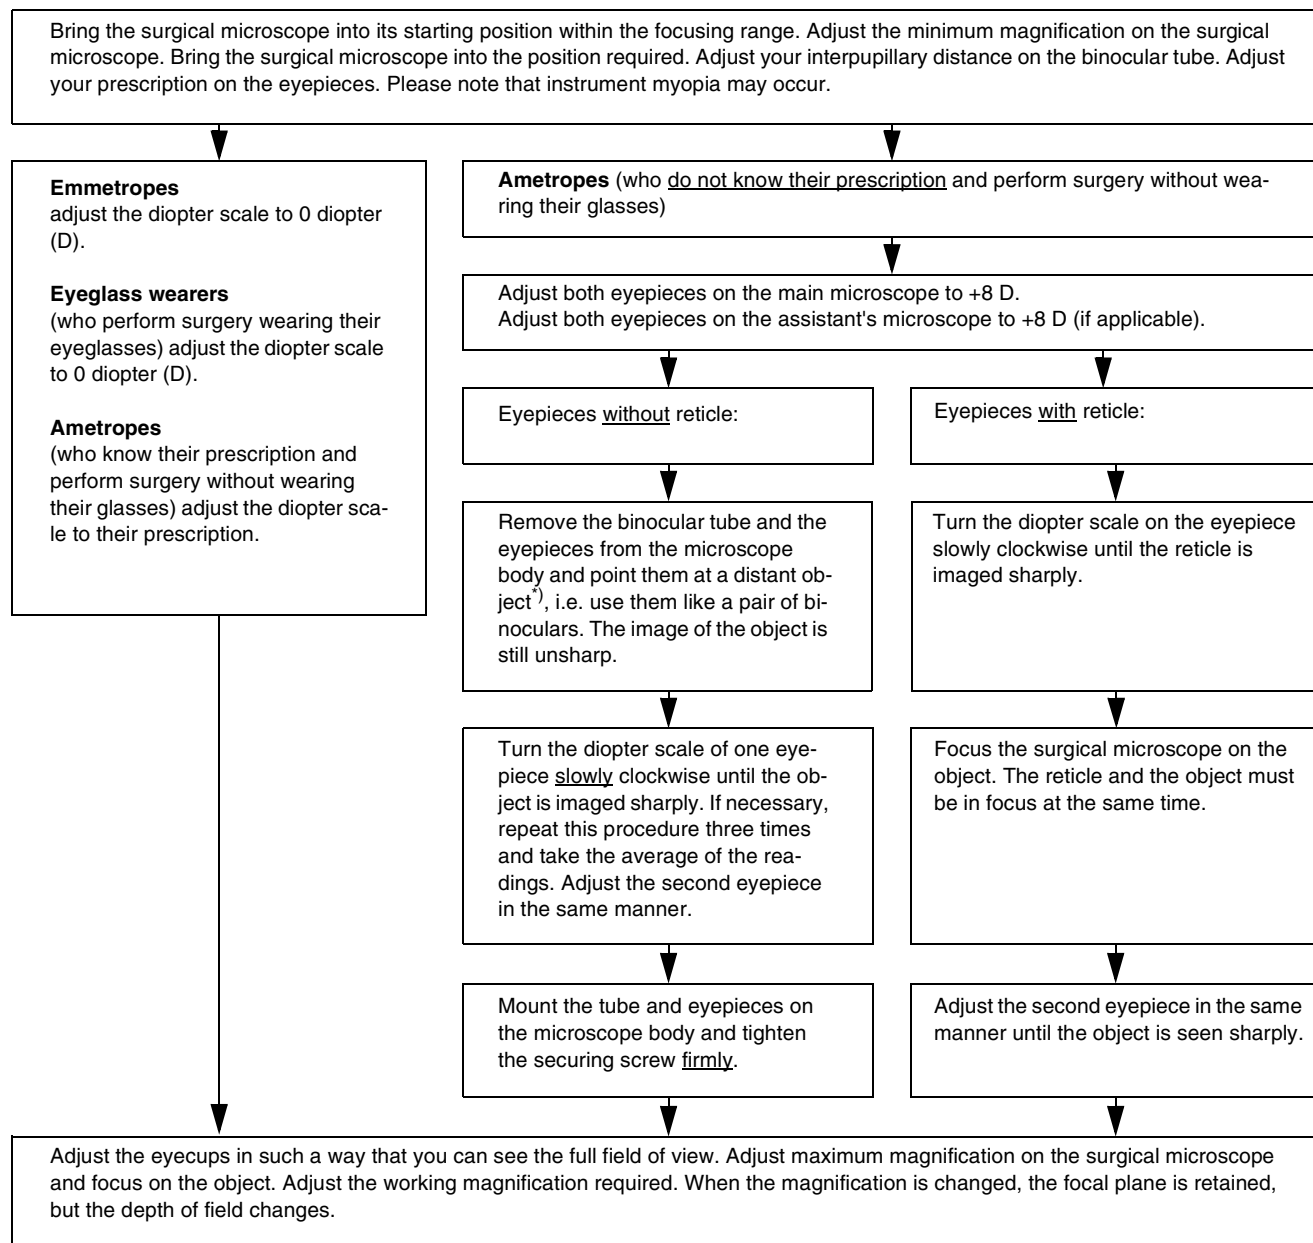 Bring the surgical microscope into its starting position within the focusing range. Adjust the minimum magnification on the surgical
microscope. Bring the surgical microscope into the position required. Adjust your interpupillary distance on the binocular tube. Adjust
your prescription on the eyepieces. Please note that instrument myopia may occur.
Emmetropes
adjust the diopter scale to 0 diopter
(D).
Eyeglass wearers
(who perform surgery wearing their
eyeglasses) adjust the diopter scale
to 0 diopter (D).
Ametropes
(who know their prescription and
perform surgery without wearing
their glasses) adjust the diopter sca-
le to their prescription.
Ametropes (who do not know their prescription and perform surgery without wea-
ring their glasses)
Adjust both eyepieces on the main microscope to +8 D.
Adjust both eyepieces on the assistant's microscope to +8 D (if applicable).
Eyepieces without reticle:
Remove the binocular tube and the
eyepieces from the microscope
body and point them at a distant ob-
ject*), i.e. use them like a pair of bi-
noculars. The image of the object is
still unsharp.
Turn the diopter scale of one eye-
piece slowly clockwise until the ob-
ject is imaged sharply. If necessary,
repeat this procedure three times
and take the average of the rea-
dings. Adjust the second eyepiece
in the same manner.
Mount the tube and eyepieces on
the microscope body and tighten
the securing screw firmly.
Eyepieces with reticle:
Turn the diopter scale on the eyepiece
slowly clockwise until the reticle is
imaged sharply.
Focus the surgical microscope on the
object. The reticle and the object must
be in focus at the same time.
Adjust the second eyepiece in the same
manner until the object is seen sharply.
Adjust the eyecups in such a way that you can see the full field of view. Adjust maximum magnification on the surgical microscope
and focus on the object. Adjust the working magnification required. When the magnification is changed, the focal plane is retained,
but the depth of field changes.